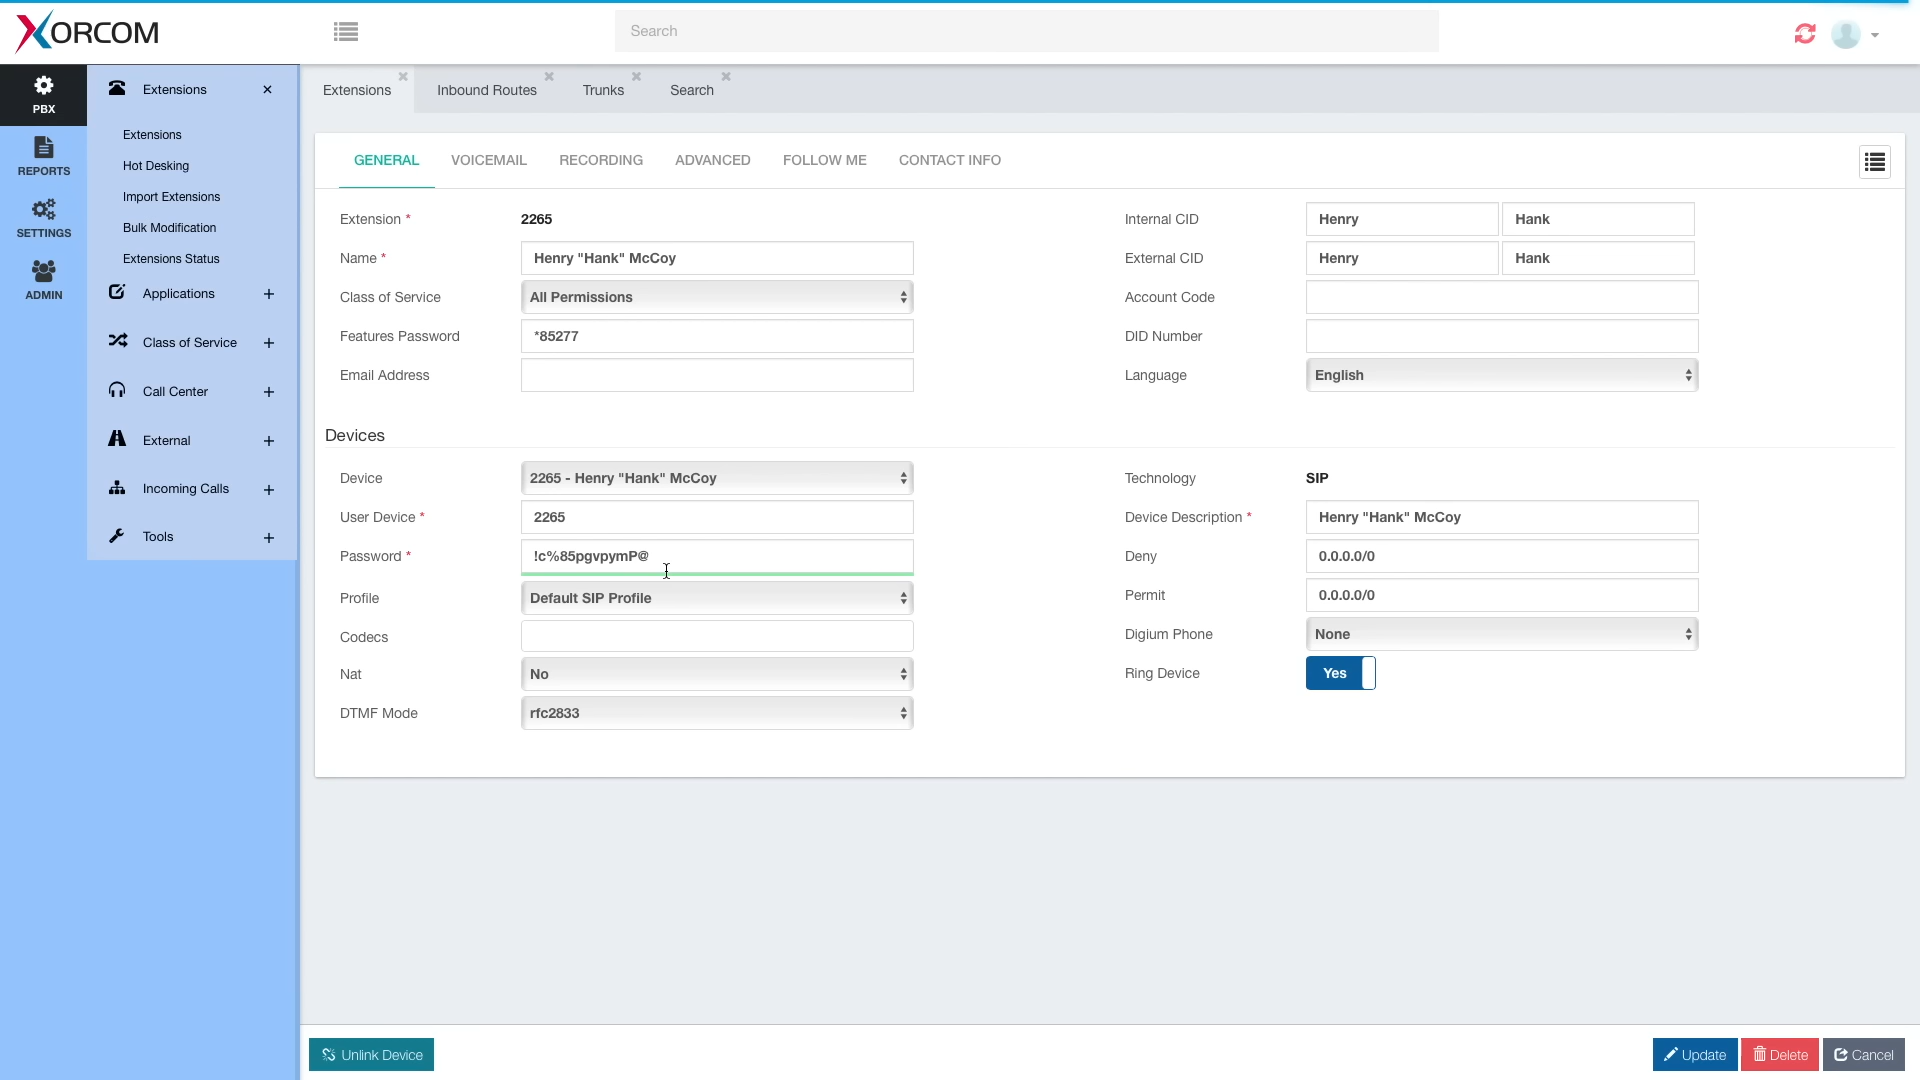 XORCOM
Search
PBX
REPORTS
SETTINGS
ADMIN
Extensions ×
Extensions
Hot Desking
Import Extensions
Bulk Modification
Extensions Status
Applications +
Class of Service +
Call Center +
External +
Incoming Calls +
Tools +
Extensions × Inbound Routes × Trunks × Search ×
GENERAL VOICEMAIL RECORDING ADVANCED FOLLOW ME CONTACT INFO
Extension * 2265
Name * Henry "Hank" McCoy
Class of Service All Permissions
Features Password *85277
Email Address
Internal CID Henry Hank
External CID Henry Hank
Account Code
DID Number
Language English
Devices
Device 2265 - Henry "Hank" McCoy
User Device * 2265
Password * !c%85pgvpymP@
Profile Default SIP Profile
Codecs
Nat No
DTMF Mode rfc2833
Technology SIP
Device Description * Henry "Hank" McCoy
Deny 0.0.0.0/0
Permit 0.0.0.0/0
Digium Phone None
Ring Device Yes
Unlink Device
Update Delete Cancel